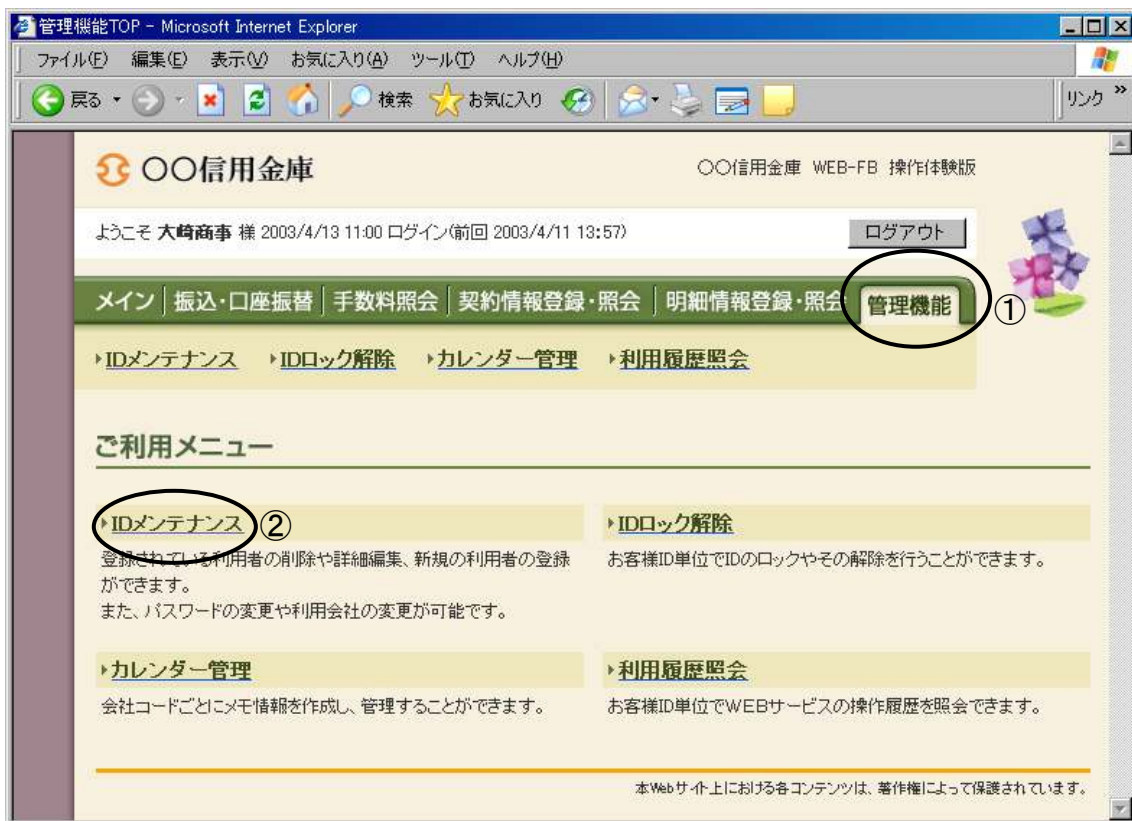 管理機能TOP - Microsoft Internet Explorer
ファイル(F) 編集(E) 表示(V) お気に入り(A) ツール(T) ヘルプ(H)
戻る 検索 お気に入り リンク »
〇〇信用金庫 〇〇信用金庫 WEB-FB 操作体験版
ようこそ 大崎商事 様 2003/4/13 11:00 ログイン(前回 2003/4/11 13:57) ログアウト
メイン 振込・口座振替 手数料照会 契約情報登録・照会 明細情報登録・照会 管理機能 ①
IDメンテナンス IDロック解除 カレンダー管理 利用履歴照会
ご利用メニュー
IDメンテナンス ②
登録されている利用者の削除や詳細編集、新規の利用者の登録
ができます。
また、パスワードの変更や利用会社の変更が可能です。
IDロック解除
お客様ID単位でIDのロックやその解除を行うことができます。
カレンダー管理
会社コードごとにメモ情報を作成し、管理することができます。
利用履歴照会
お客様ID単位でWEBサービスの操作履歴を照会できます。
本Webサイト上における各コンテンツは、著作権によって保護されています。